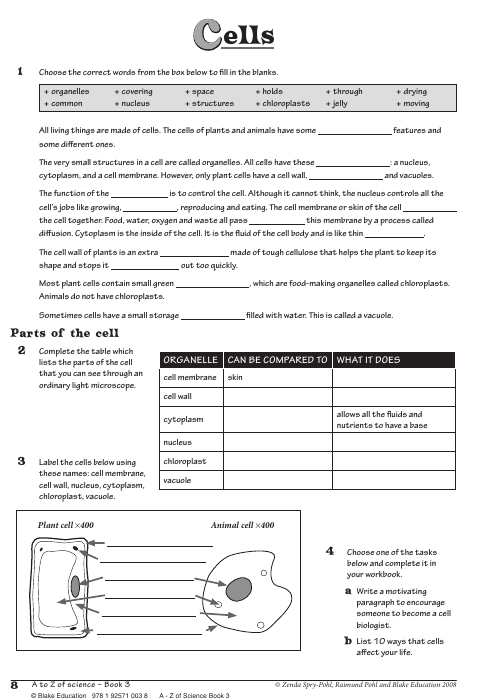 Cells
1 Choose the correct words from the box below to fill in the blanks.
+ organelles + covering + space + holds + through + drying
+ common + nucleus + structures + chloroplasts + jelly + moving
All living things are made of cells. The cells of plants and animals have some ____________ features and
some different ones.
The very small structures in a cell are called organelles. All cells have these ____________: a nucleus,
cytoplasm, and a cell membrane. However, only plant cells have a cell wall, ____________ and vacuoles.
The function of the ____________ is to control the cell. Although it cannot think, the nucleus controls all the
cell's jobs like growing, ____________, reproducing and eating. The cell membrane or skin of the cell ____________
the cell together. Food, water, oxygen and waste all pass ____________ this membrane by a process called
diffusion. Cytoplasm is the inside of the cell. It is the fluid of the cell body and is like thin ____________.
The cell wall of plants is an extra ____________ made of tough cellulose that helps the plant to keep its
shape and stops it ____________ out too quickly.
Most plant cells contain small green ____________, which are food-making organelles called chloroplasts.
Animals do not have chloroplasts.
Sometimes cells have a small storage ____________ filled with water. This is called a vacuole.
Parts of the cell
2 Complete the table which
lists the parts of the cell
that you can see through an
ordinary light microscope.
ORGANELLE CAN BE COMPARED TO WHAT IT DOES
cell membrane skin
cell wall
cytoplasm allows all the fluids and
nutrients to have a base
nucleus
chloroplast
vacuole
3 Label the cells below using
these names: cell membrane,
cell wall, nucleus, cytoplasm,
chloroplast, vacuole.
Plant cell ×400 Animal cell ×400
4 Choose one of the tasks
below and complete it in
your workbook.
a Write a motivating
paragraph to encourage
someone to become a cell
biologist.
b List 10 ways that cells
affect your life.
8 A to Z of science – Book 3 © Zenda Spry-Pohl, Raimund Pohl and Blake Education 2008
© Blake Education 978 1 92571 003 8 A - Z of Science Book 3